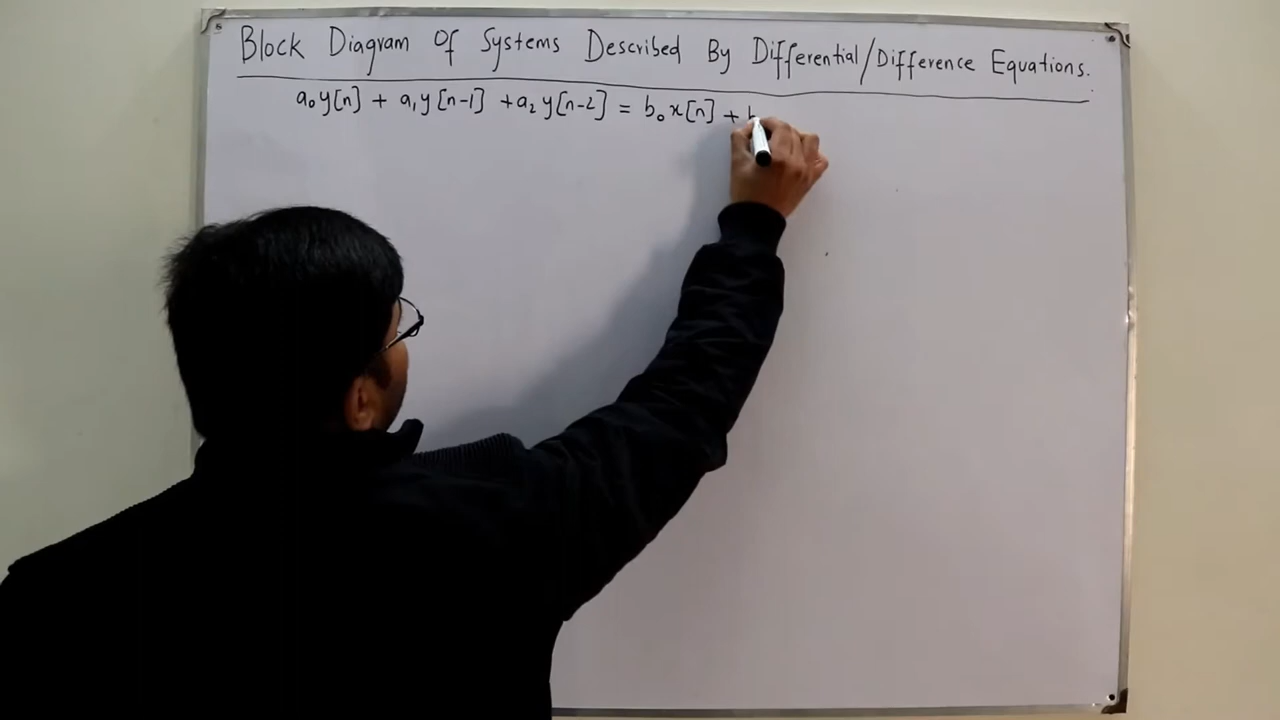 Block Diagram Of Systems Described By Differential/Difference Equations.
a₀y[n] + a₁y[n-1] + a₂y[n-2] = b₀x[n] +